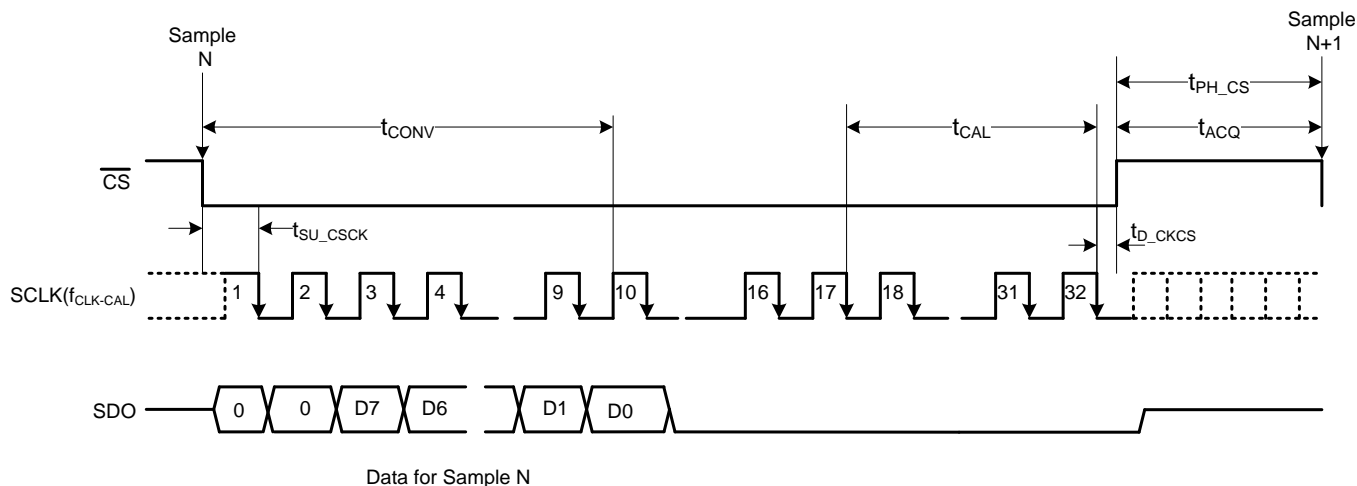 Sample
N
Sample
N+1
tPH_CS
tCONV
tCAL
tACQ
CS
tSU_CSCK
tD_CKCS
SCLK(fCLK-CAL)
1 2 3 4 9 10 16 17 18 31 32
SDO
0 0 D7 D6 D1 D0
Data for Sample N